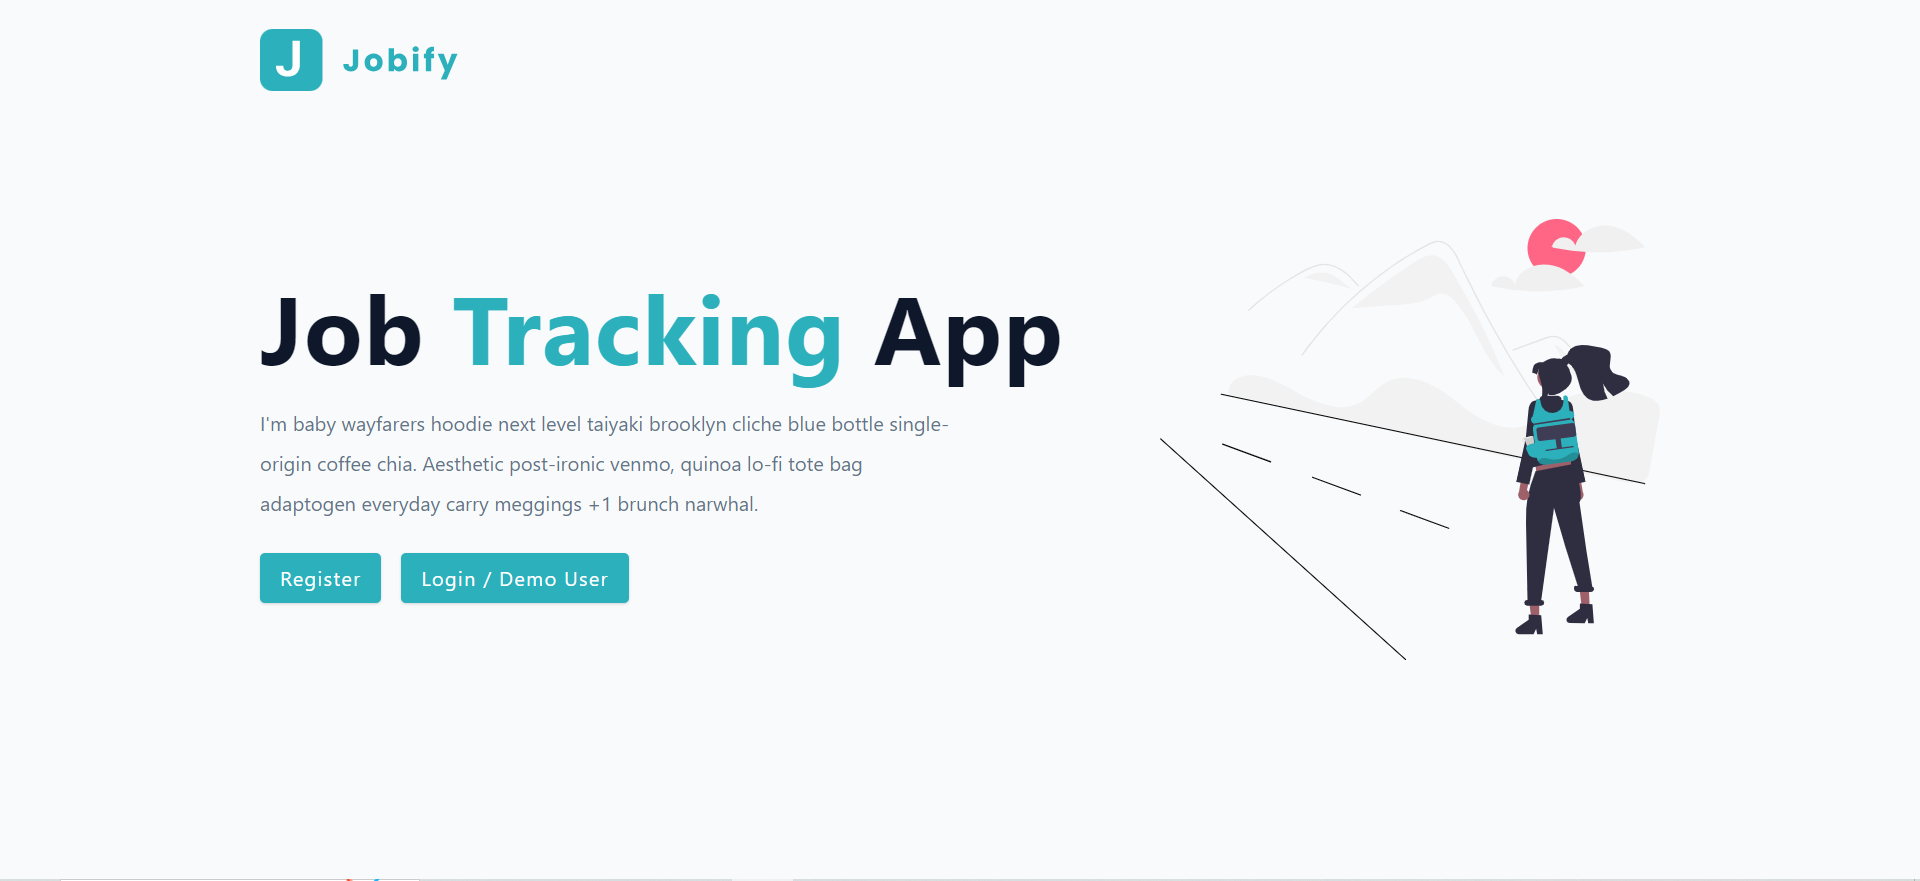 J Jobify
Job Tracking App
I'm baby wayfarers hoodie next level taiyaki brooklyn cliche blue bottle single-
origin coffee chia. Aesthetic post-ironic venmo, quinoa lo-fi tote bag
adaptogen everyday carry meggings +1 brunch narwhal.
Register Login / Demo User